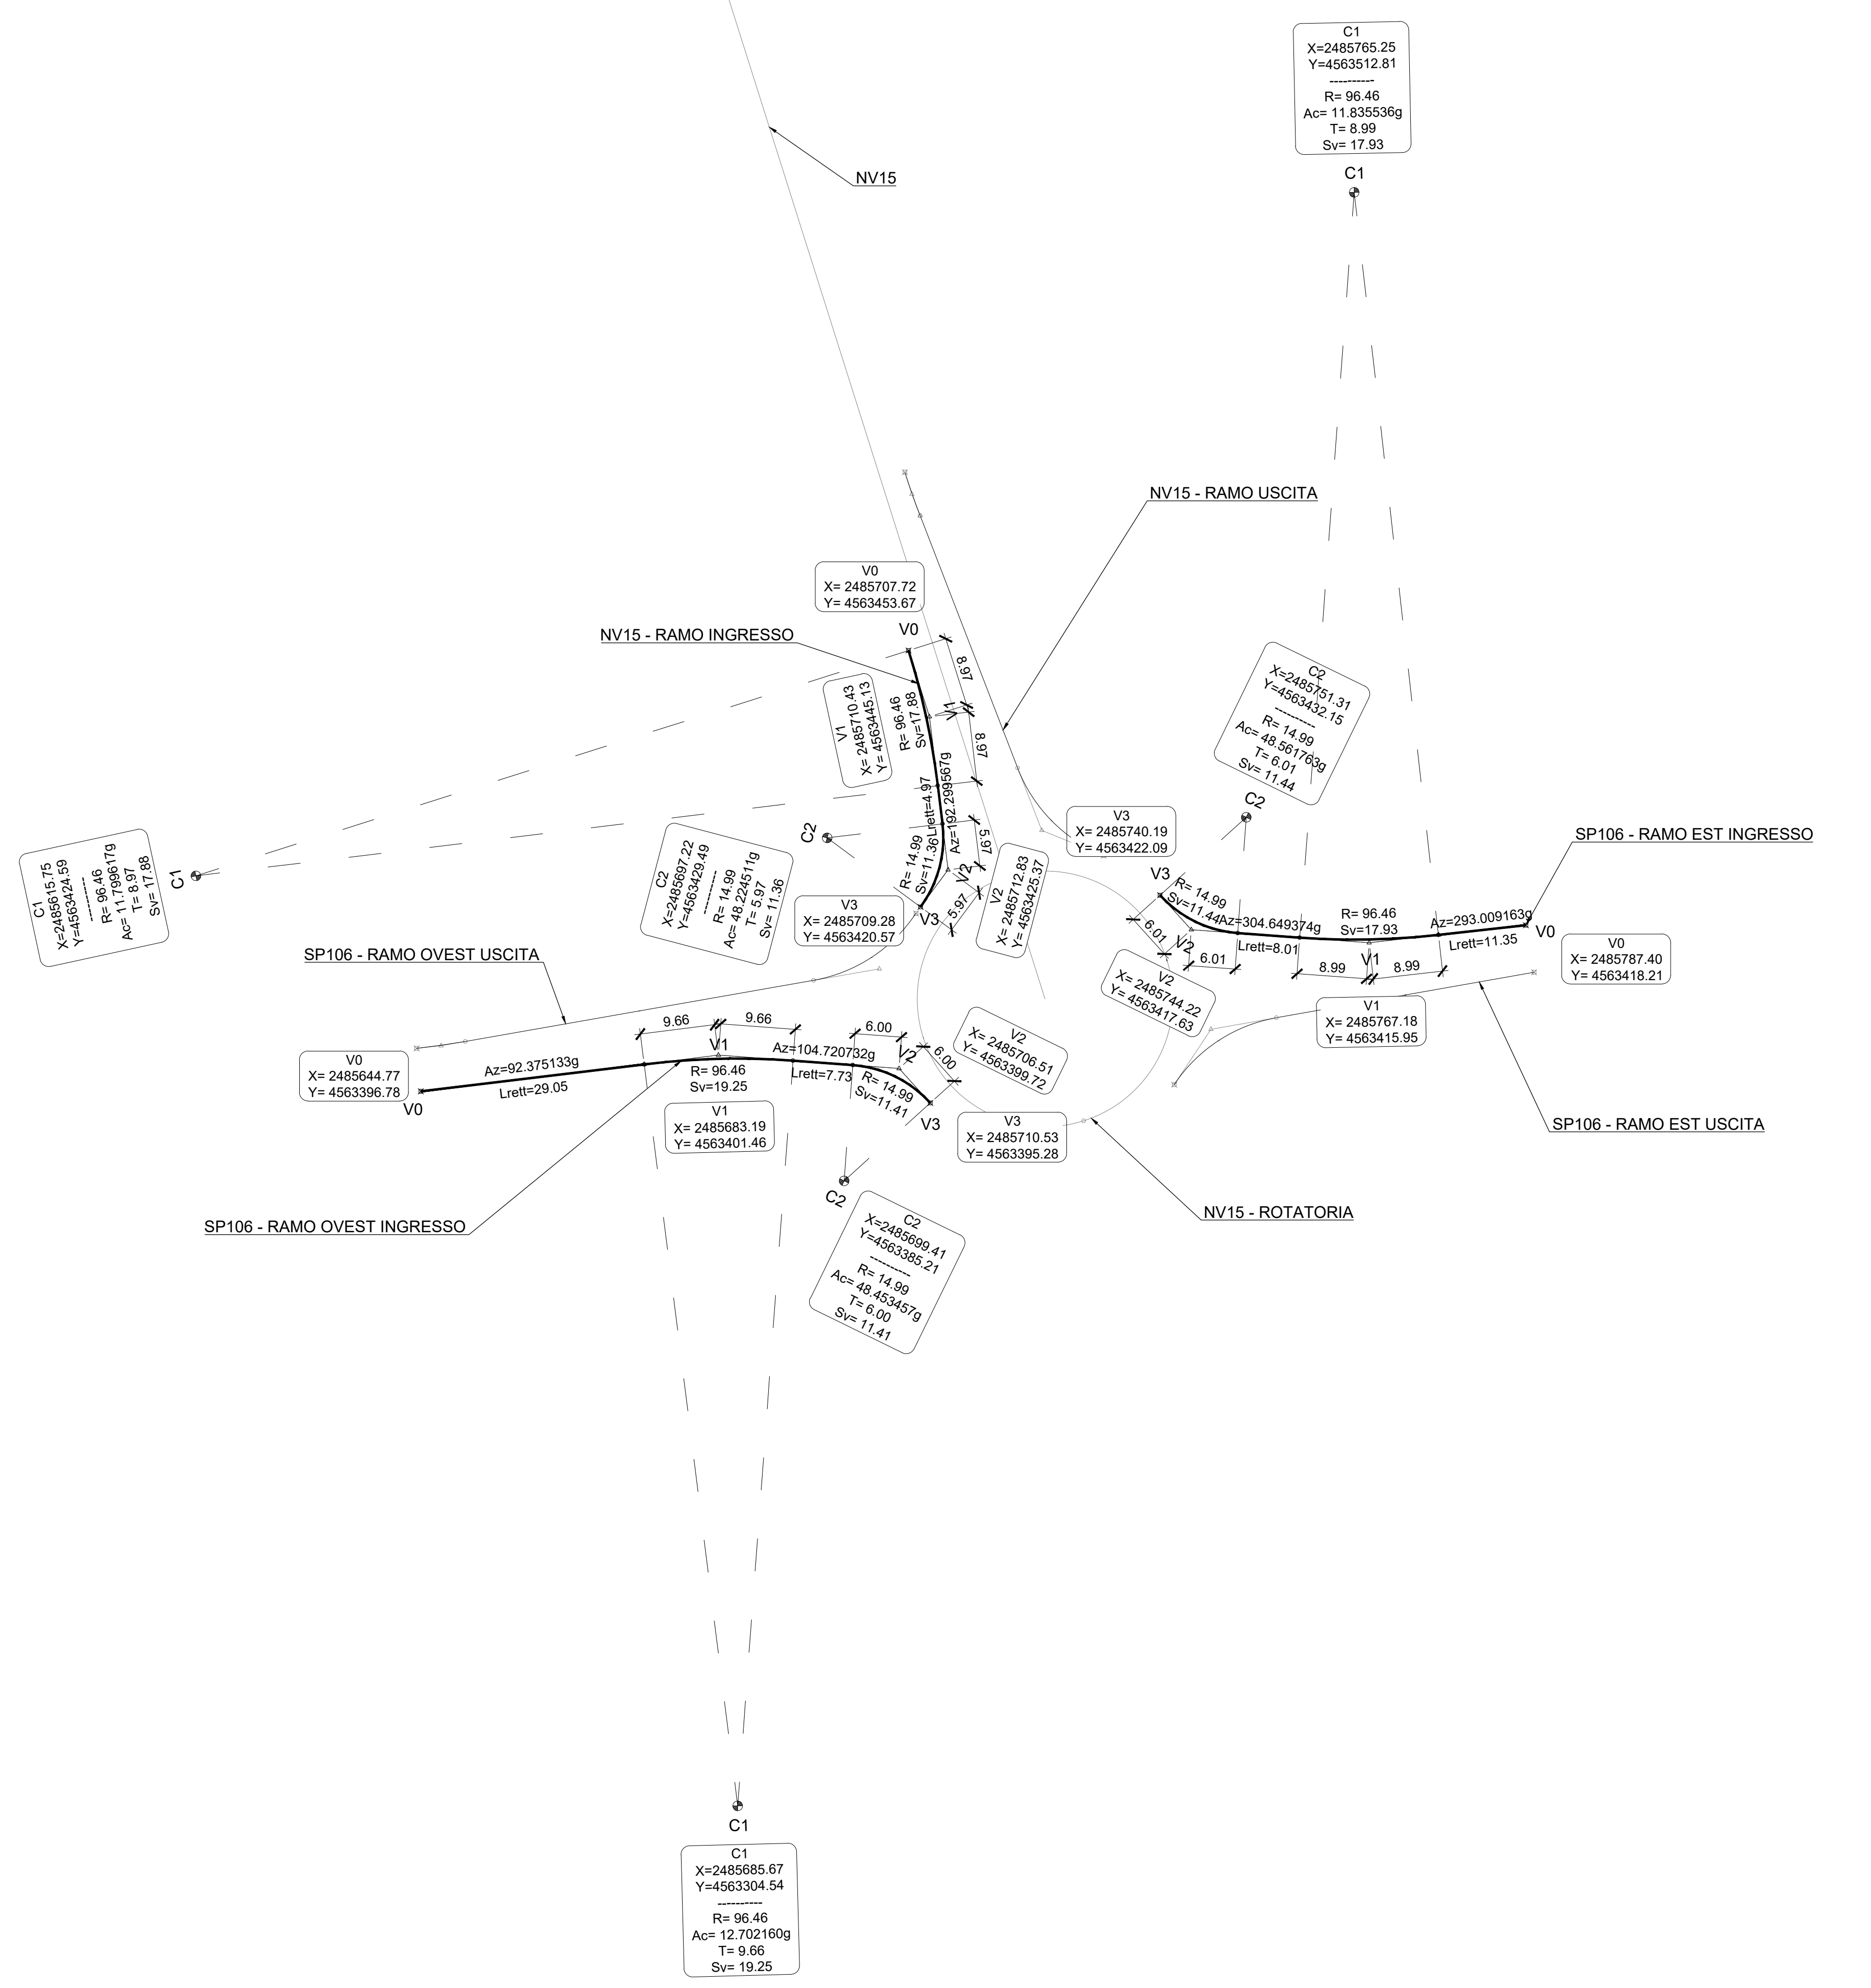 C1
X=2485765.25
Y=4563512.81
----------
R= 96.46
Ac= 11.835536g
T= 8.99
Sv= 17.93
C1
NV15
NV15 - RAMO USCITA
V0
X= 2485707.72
Y= 4563453.67
V0
NV15 - RAMO INGRESSO
8.97
V1
8.97
V1
X= 2485710.43
Y= 4563445.13
R= 96.46
Sv=17.88
Lrett=4.97
Az=192.299567g
C2
X=2485751.31
Y=4563432.15
----------
R= 14.99
Ac= 48.561763g
T= 6.01
Sv= 11.44
C2
V3
X= 2485740.19
Y= 4563422.09
SP106 - RAMO EST INGRESSO
C1
X=2485615.75
Y=4563424.59
----------
R= 96.46
Ac= 11.799617g
T= 8.97
Sv= 17.88
C1
C2
C2
X=2485697.22
Y=4563429.49
----------
R= 14.99
Ac= 48.224511g
T= 5.97
Sv= 11.36
R= 14.99
Sv=11.36
5.97
V2
5.97
V2
X= 2485712.83
Y= 4563425.37
V3
X= 2485709.28
Y= 4563420.57
V3
V3
R= 14.99
Sv=11.44
6.01
V2
6.01
Az=304.649374g
Lrett=8.01
R= 96.46
Sv=17.93
V1
8.99
8.99
Az=293.009163g
Lrett=11.35
V0
V0
X= 2485787.40
Y= 4563418.21
V2
X= 2485744.22
Y= 4563417.63
V1
X= 2485767.18
Y= 4563415.95
SP106 - RAMO OVEST USCITA
V0
X= 2485644.77
Y= 4563396.78
V0
Az=92.375133g
Lrett=29.05
9.66
9.66
V1
R= 96.46
Sv=19.25
Az=104.720732g
Lrett=7.73
6.00
V2
6.00
R= 14.99
Sv=11.41
V3
V2
X= 2485706.51
Y= 4563399.72
V1
X= 2485683.19
Y= 4563401.46
V3
X= 2485710.53
Y= 4563395.28
SP106 - RAMO EST USCITA
NV15 - ROTATORIA
SP106 - RAMO OVEST INGRESSO
C2
C2
X=2485699.41
Y=4563385.21
----------
R= 14.99
Ac= 48.453457g
T= 6.00
Sv= 11.41
C1
C1
X=2485685.67
Y=4563304.54
----------
R= 96.46
Ac= 12.702160g
T= 9.66
Sv= 19.25